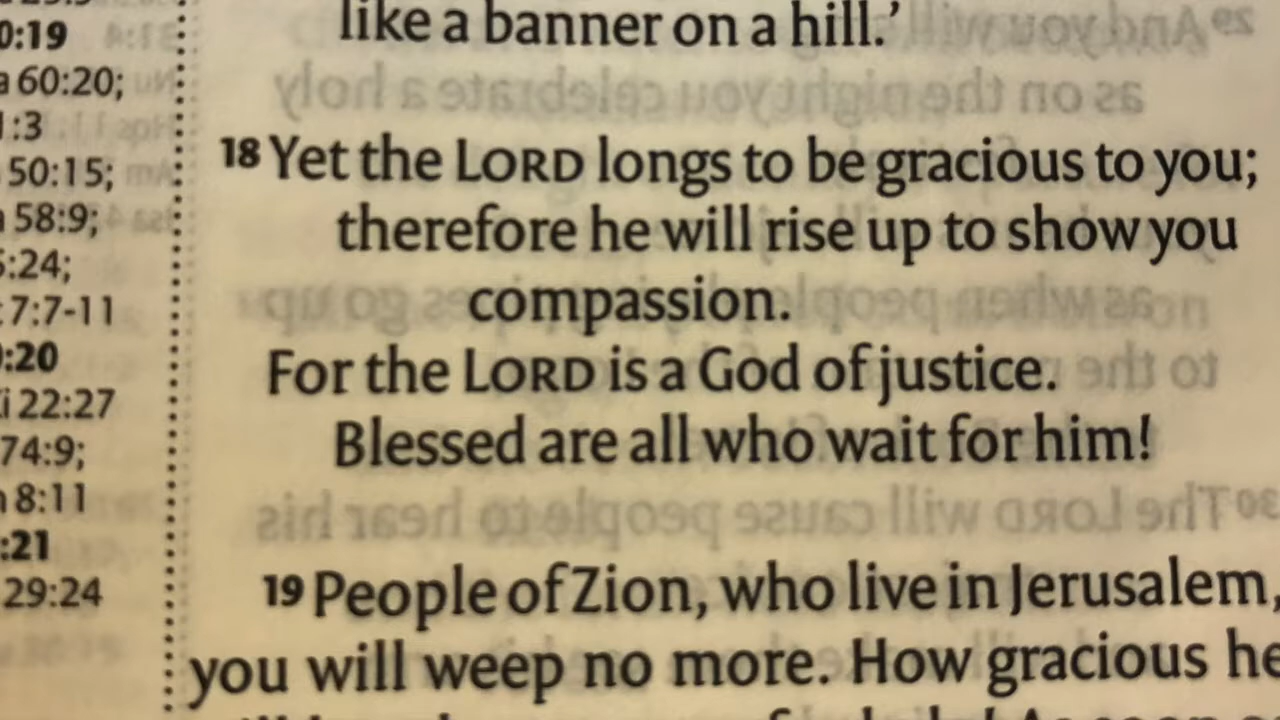 0:19
60:20;
:3
50:15;
58:9;
:24;
7:7-11
:20
22:27
74:9;
8:11
:21
29:24
like a banner on a hill.’
18 Yet the LORD longs to be gracious to you;
therefore he will rise up to show you
compassion.
For the LORD is a God of justice.
Blessed are all who wait for him!
19 People of Zion, who live in Jerusalem,
you will weep no more. How gracious he